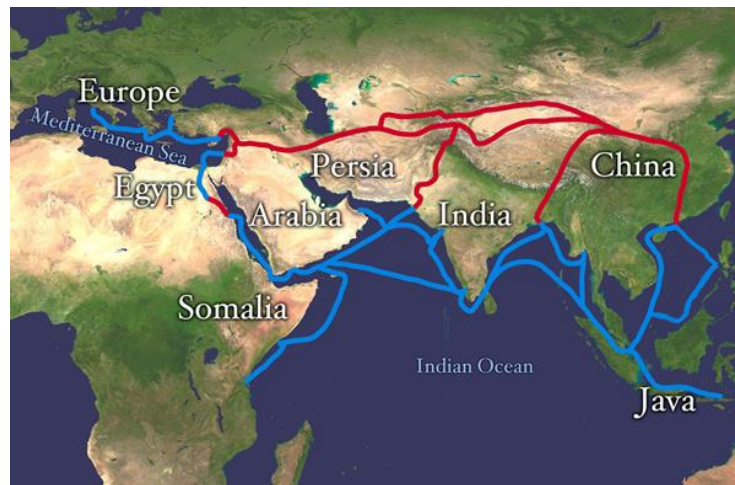 Europe
Mediterranean Sea
Egypt
Arabia
Persia
India
China
Somalia
Indian Ocean
Java